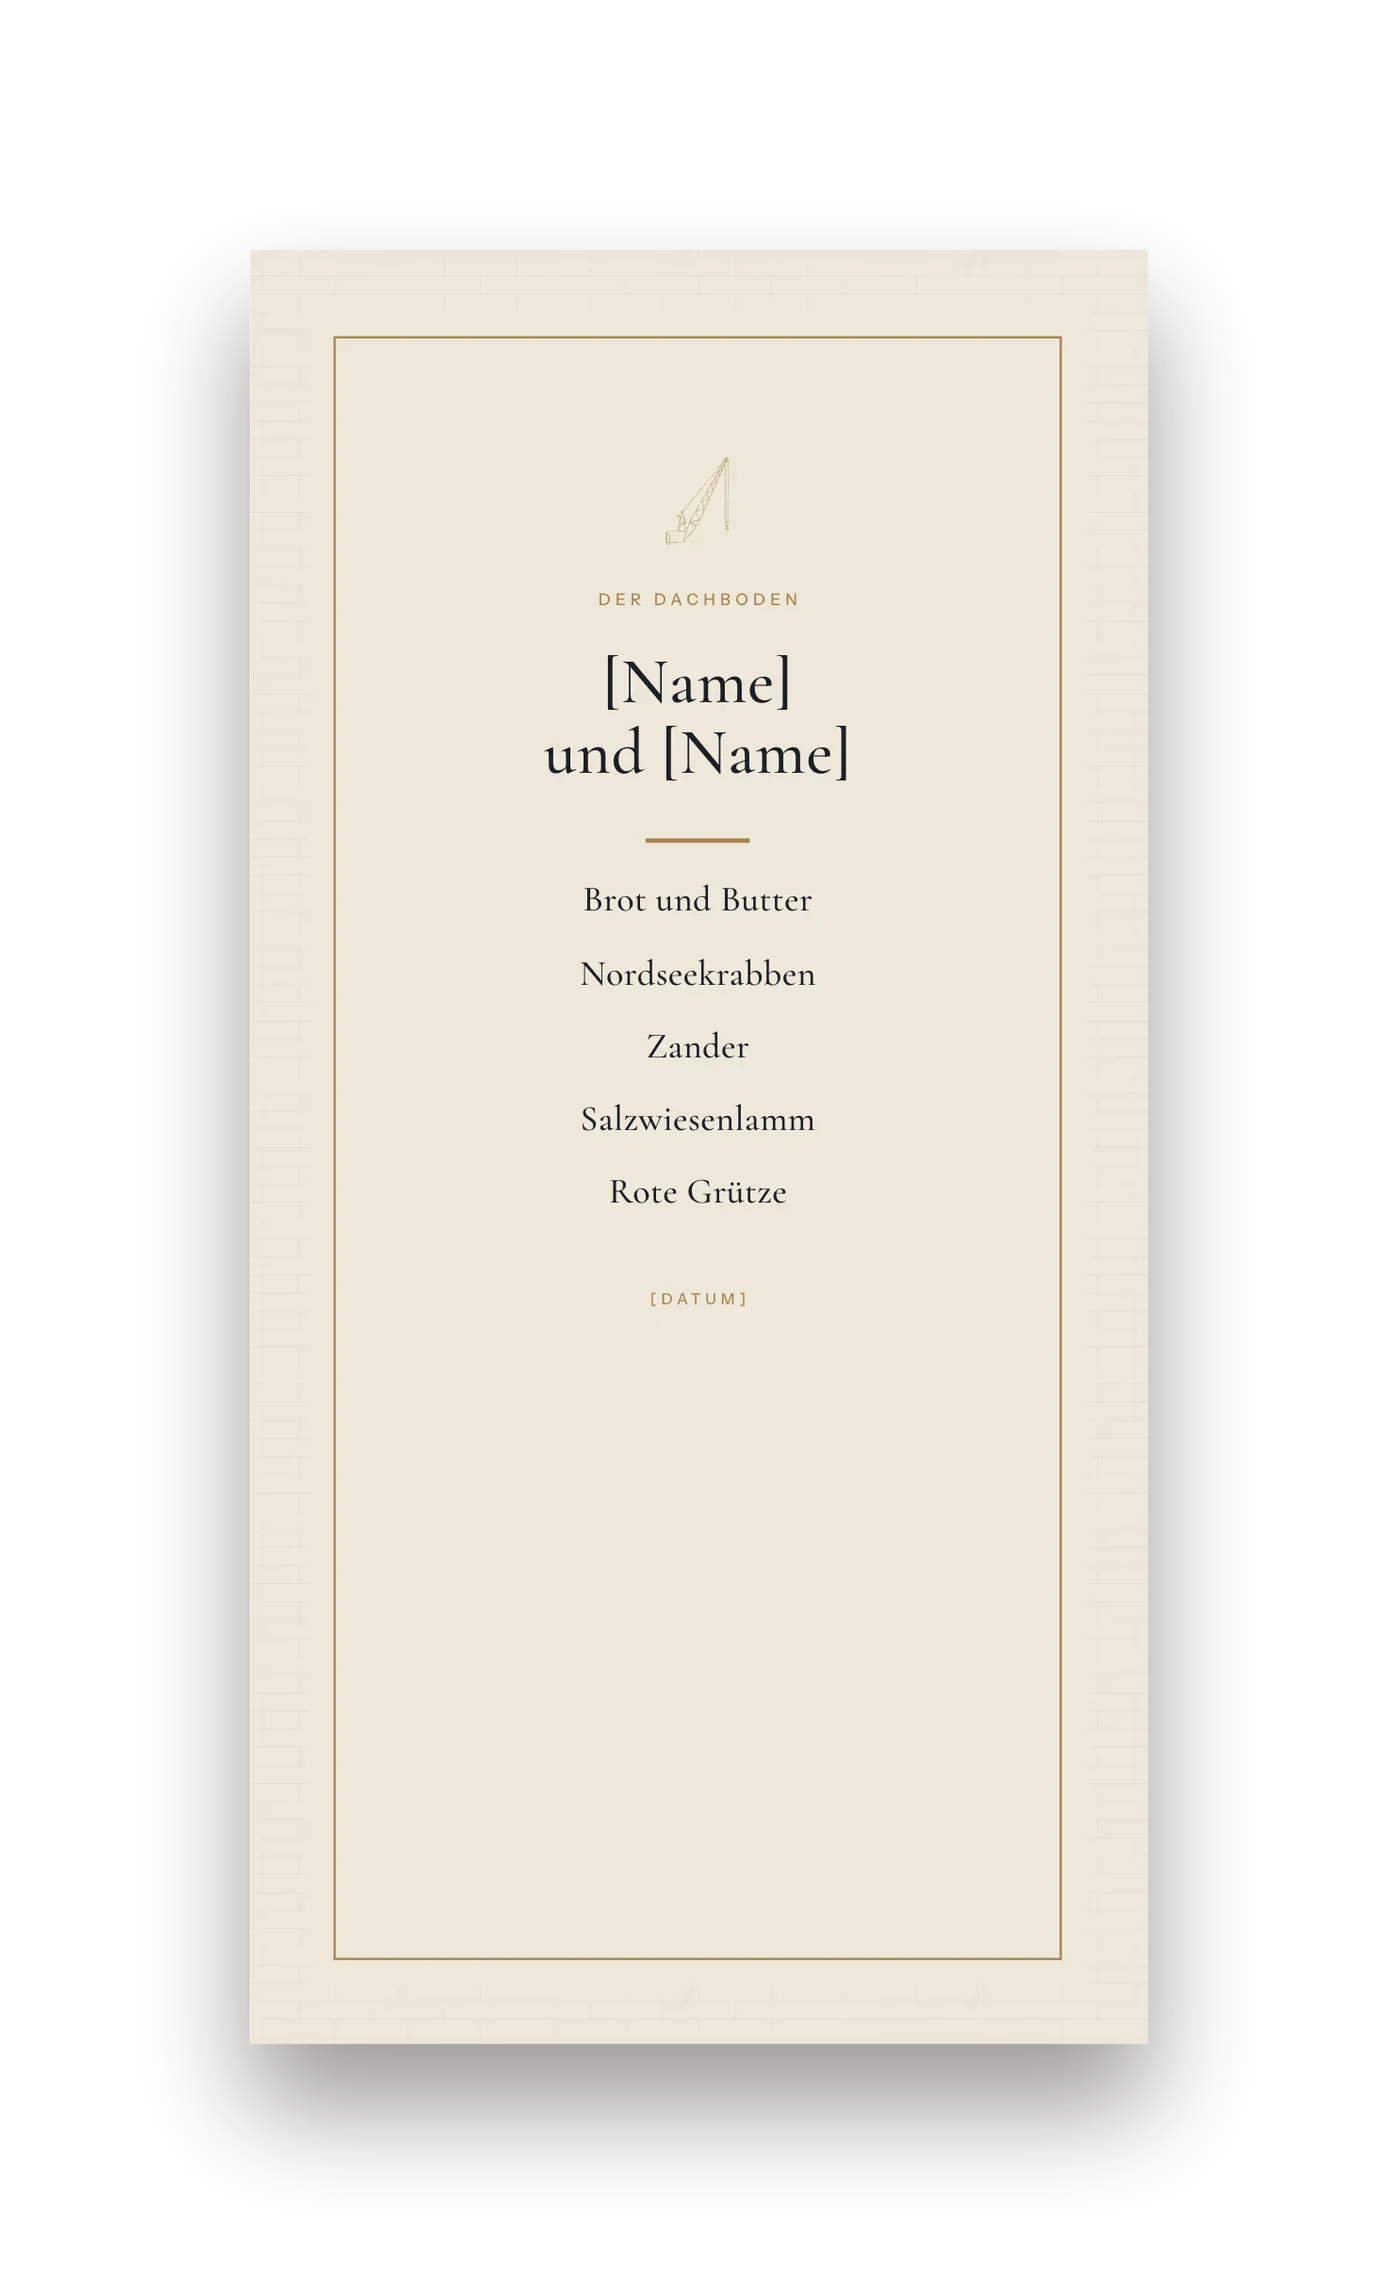 DER DACHBODEN
[Name]
und [Name]
Brot und Butter
Nordseekrabben
Zander
Salzwiesenlamm
Rote Grütze
[DATUM]